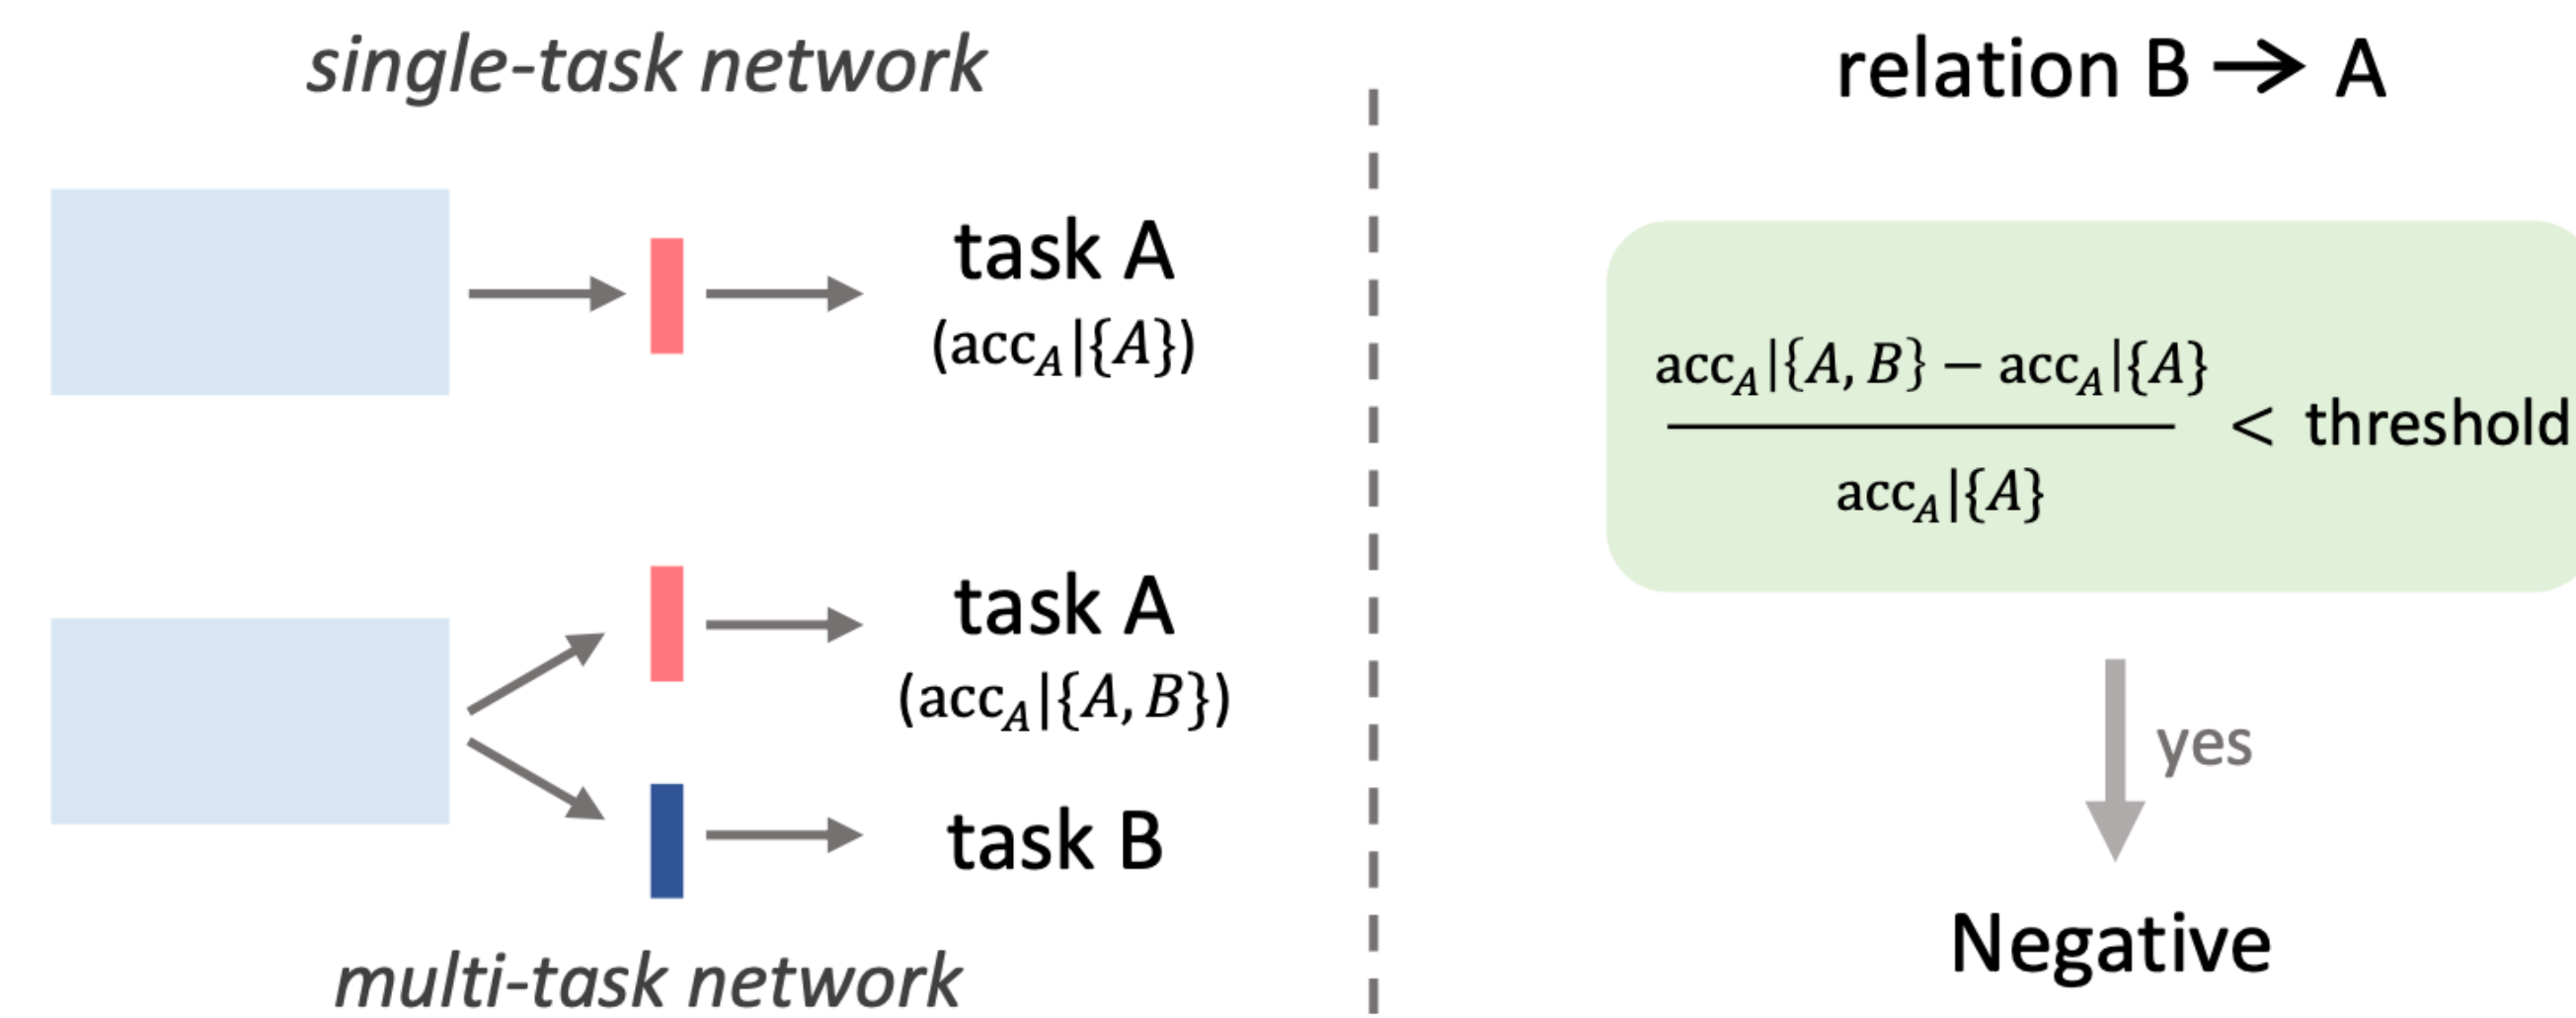 single-task network
task A
(acc_A|{A})
task A
(acc_A|{A, B})
task B
multi-task network
relation B → A
acc_A|{A, B} − acc_A|{A}
< threshold
acc_A|{A}
yes
Negative